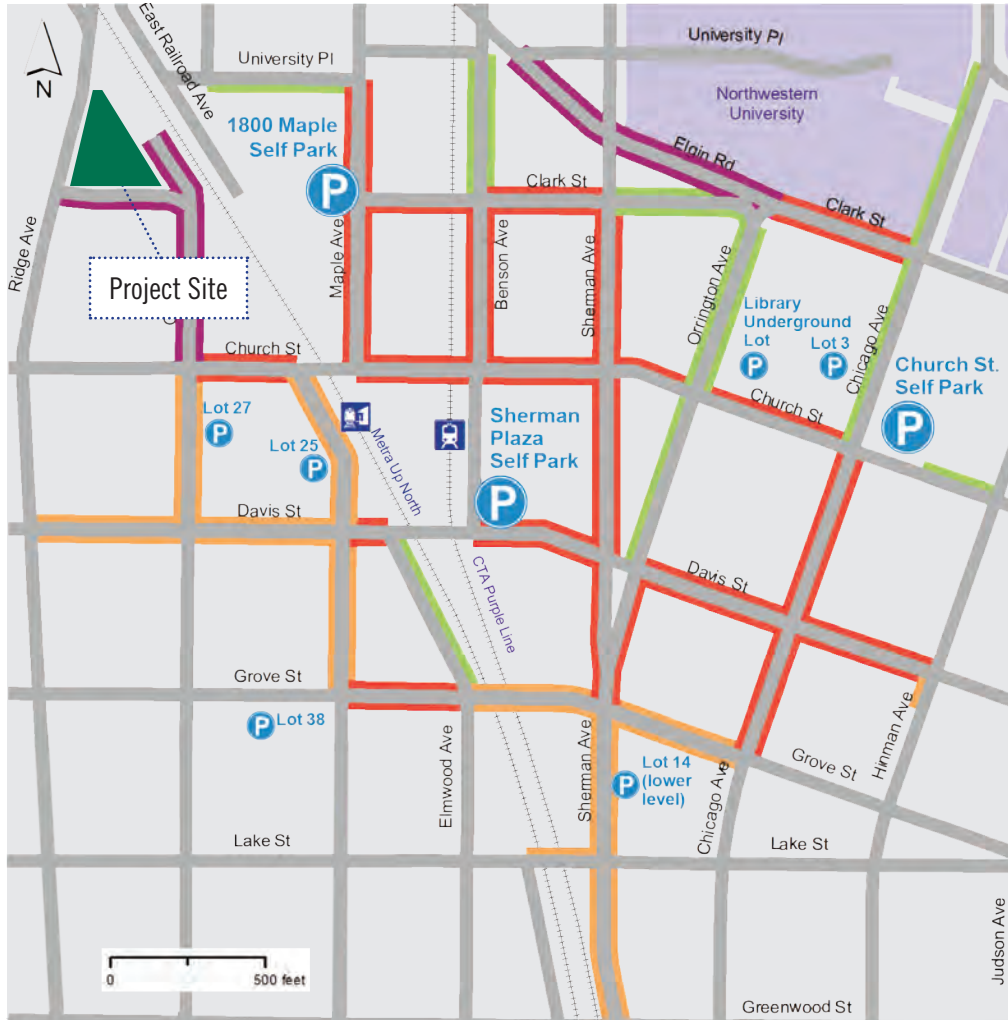 University Pl
East Railroad Ave
University Pl
N
Northwestern
University
1800 Maple
Self Park
P
Elgin Rd
Clark St
Clark St
Ridge Ave
Maple Ave
Benson Ave
Sherman Ave
Orrington Ave
Chicago Ave
Project Site
Library
Underground
Lot
P
Lot 3
P
Church St
Church St.
Self Park
P
Church St
Lot 27
P
Lot 25
P
Metra Up North
Sherman
Plaza
Self Park
P
Davis St
CTA Purple Line
Davis St
Grove St
Lot 38
P
Elmwood Ave
Sherman Ave
Lot 14
(lower
level)
P
Chicago Ave
Grove St
Hinman Ave
Lake St
Lake St
Judson Ave
0
500 feet
Greenwood St